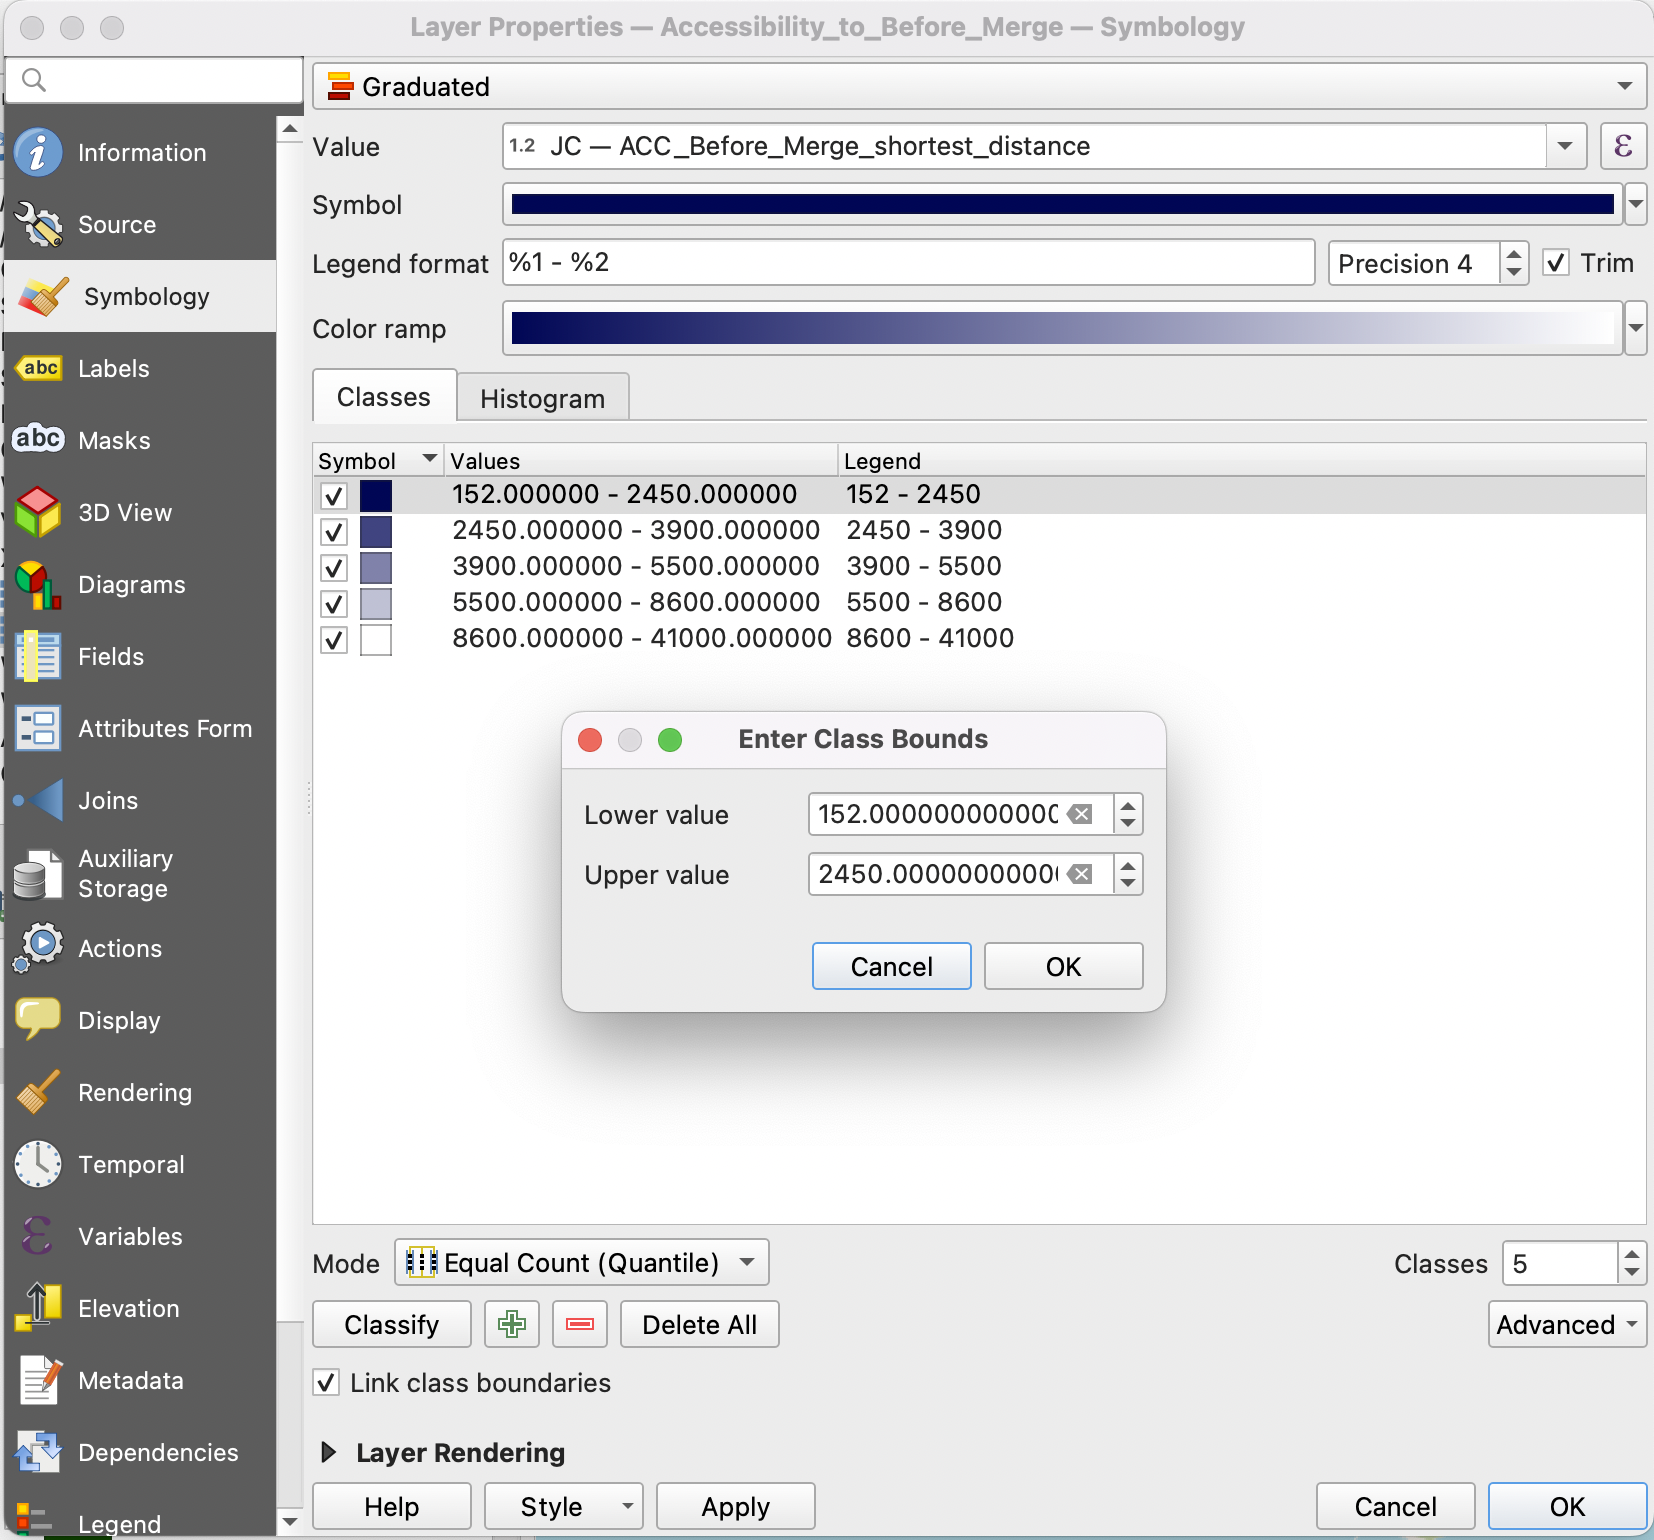 Layer Properties — Accessibility_to_Before_Merge — Symbology
Information
Source
Symbology
abc Labels
abc Masks
3D View
Diagrams
Fields
Attributes Form
Joins
Auxiliary
Storage
Actions
Display
Rendering
Temporal
ε Variables
Elevation
Metadata
Dependencies
Legend
Graduated
Value 1.2 JC — ACC_Before_Merge_shortest_distance ε
Symbol
Legend format %1 - %2 Precision 4 Trim
Color ramp
Classes Histogram
Symbol Values Legend
152.000000 - 2450.000000 152 - 2450
2450.000000 - 3900.000000 2450 - 3900
3900.000000 - 5500.000000 3900 - 5500
5500.000000 - 8600.000000 5500 - 8600
8600.000000 - 41000.000000 8600 - 41000
Enter Class Bounds
Lower value 152.000000000000
Upper value 2450.00000000000
Cancel OK
Mode Equal Count (Quantile) Classes 5
Classify Delete All Advanced
Link class boundaries
Layer Rendering
Help Style Apply Cancel OK